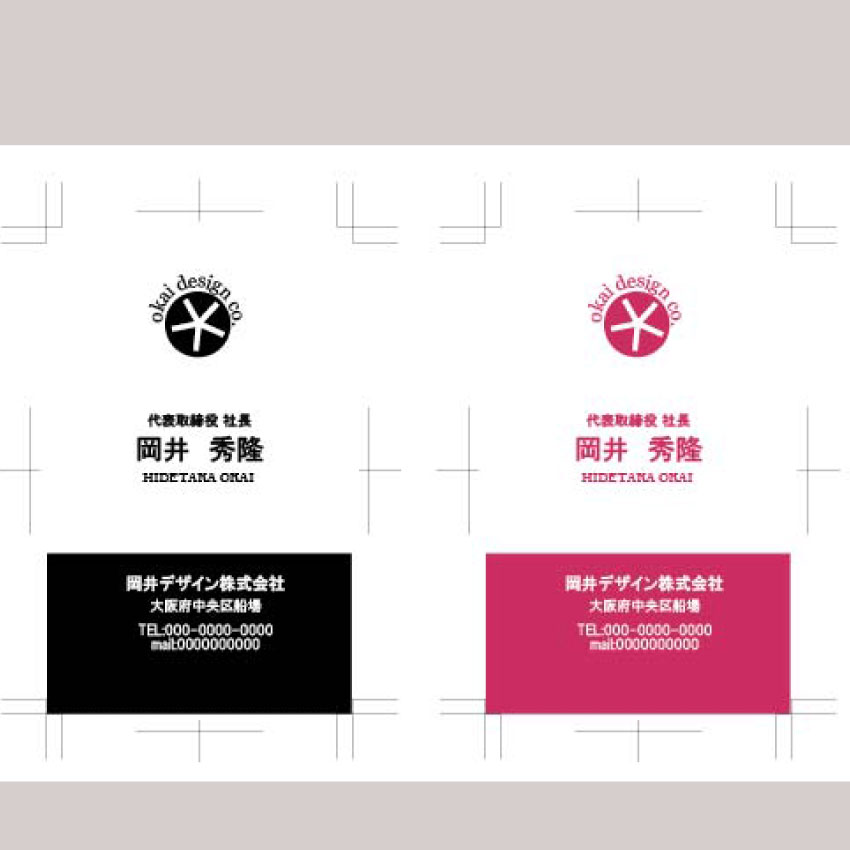 okai design co.
代表取締役 社長
岡井 秀隆
HIDETAKA OKAI
岡井デザイン株式会社
大阪府中央区船場
TEL:000-0000-0000
mail:0000000000
okai design co.
代表取締役 社長
岡井 秀隆
HIDETAKA OKAI
岡井デザイン株式会社
大阪府中央区船場
TEL:000-0000-0000
mail:0000000000